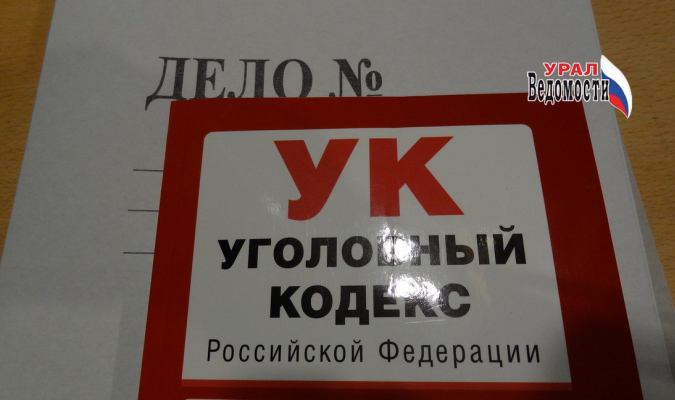 ДЕЛО №
УРАЛ
Ведомости
УК
УГОЛОВНЫЙ
КОДЕКС
Российской Федерации